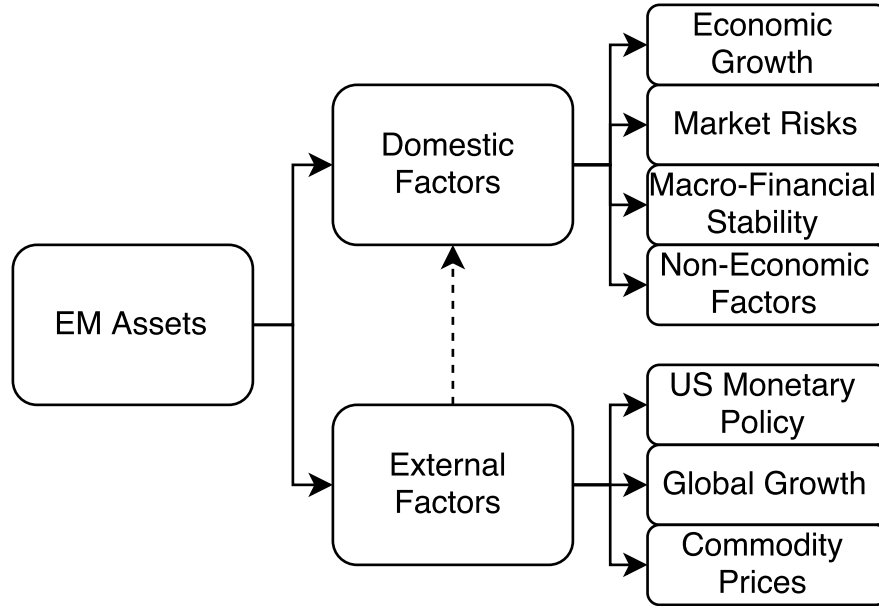 EM Assets
Domestic
Factors
External
Factors
Economic
Growth
Market Risks
Macro-Financial
Stability
Non-Economic
Factors
US Monetary
Policy
Global Growth
Commodity
Prices